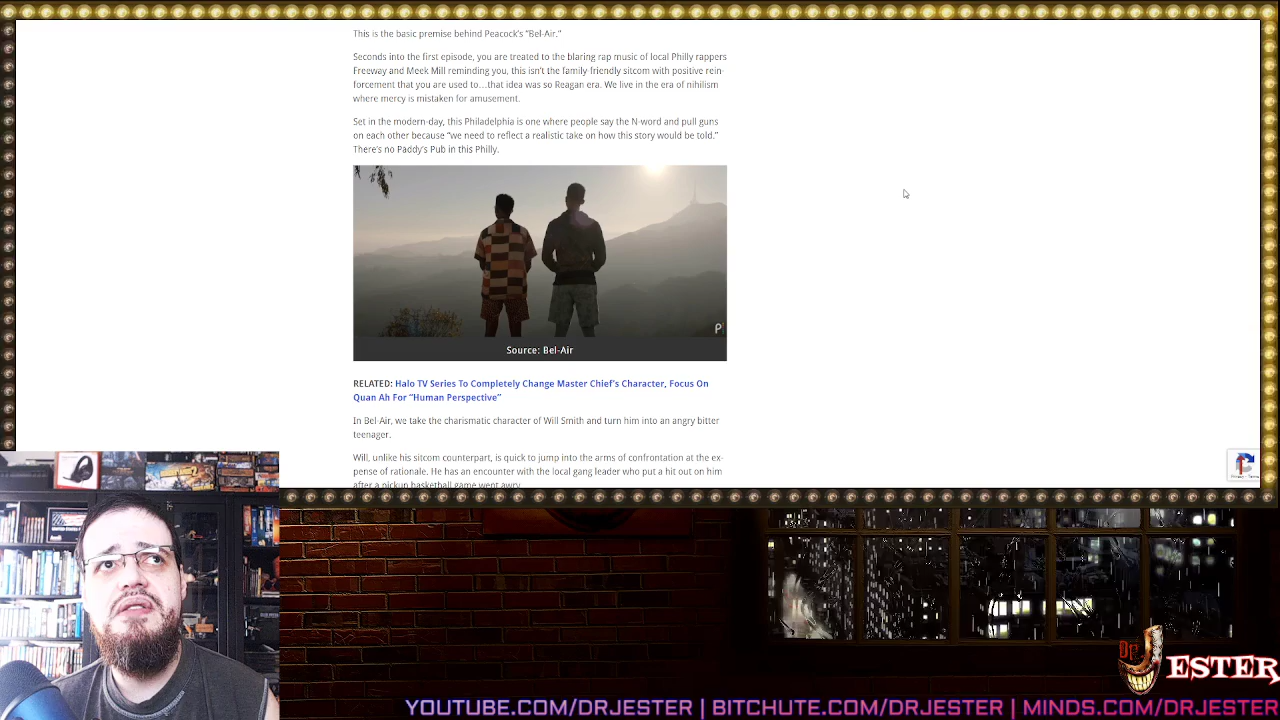 This is the basic premise behind Peacock's "Bel-Air."
Seconds into the first episode, you are treated to the blaring rap music of local Philly rappers
Freeway and Meek Mill reminding you, this isn't the family-friendly sitcom with positive rein-
forcement that you are used to…that idea was so Reagan era. We live in the era of nihilism
where mercy is mistaken for amusement.
Set in the modern-day, this Philadelphia is one where people say the N-word and pull guns
on each other because "we need to reflect a realistic take on how this story would be told."
There's no Paddy's Pub in this Philly.
Source: Bel-Air
RELATED: Halo TV Series To Completely Change Master Chief's Character, Focus On
Quan Ah For "Human Perspective"
In Bel-Air, we take the charismatic character of Will Smith and turn him into an angry bitter
teenager.
Will, unlike his sitcom counterpart, is quick to jump into the arms of confrontation at the ex-
pense of rationale. He has an encounter with the local gang leader who put a hit out on him
after a pickup basketball game went awry.
Dr. JESTER
YOUTUBE.COM/DRJESTER | BITCHUTE.COM/DRJESTER | MINDS.COM/DRJESTER